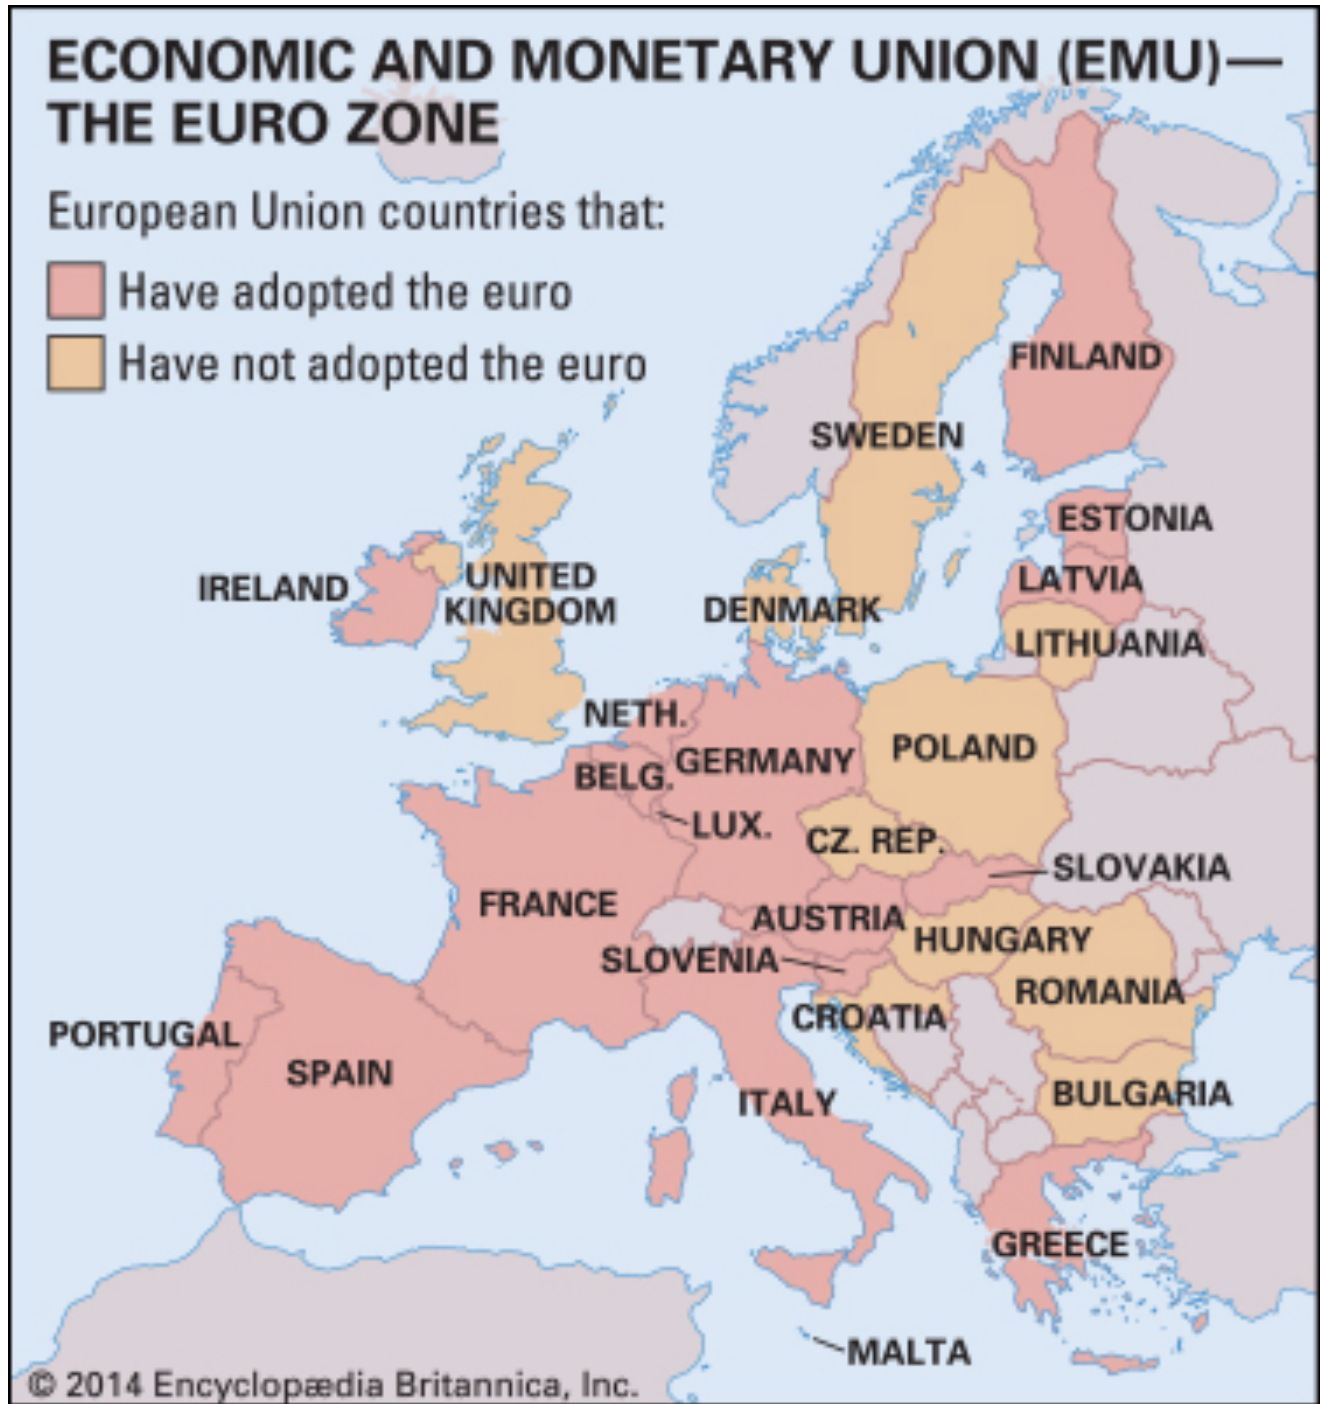 ECONOMIC AND MONETARY UNION (EMU)—
THE EURO ZONE
European Union countries that:
Have adopted the euro
Have not adopted the euro
FINLAND
SWEDEN
ESTONIA
IRELAND
UNITED
KINGDOM
DENMARK
LATVIA
LITHUANIA
NETH.
BELG.
GERMANY
POLAND
LUX.
CZ. REP.
SLOVAKIA
FRANCE
AUSTRIA
HUNGARY
SLOVENIA
ROMANIA
PORTUGAL
CROATIA
SPAIN
ITALY
BULGARIA
GREECE
MALTA
© 2014 Encyclopædia Britannica, Inc.